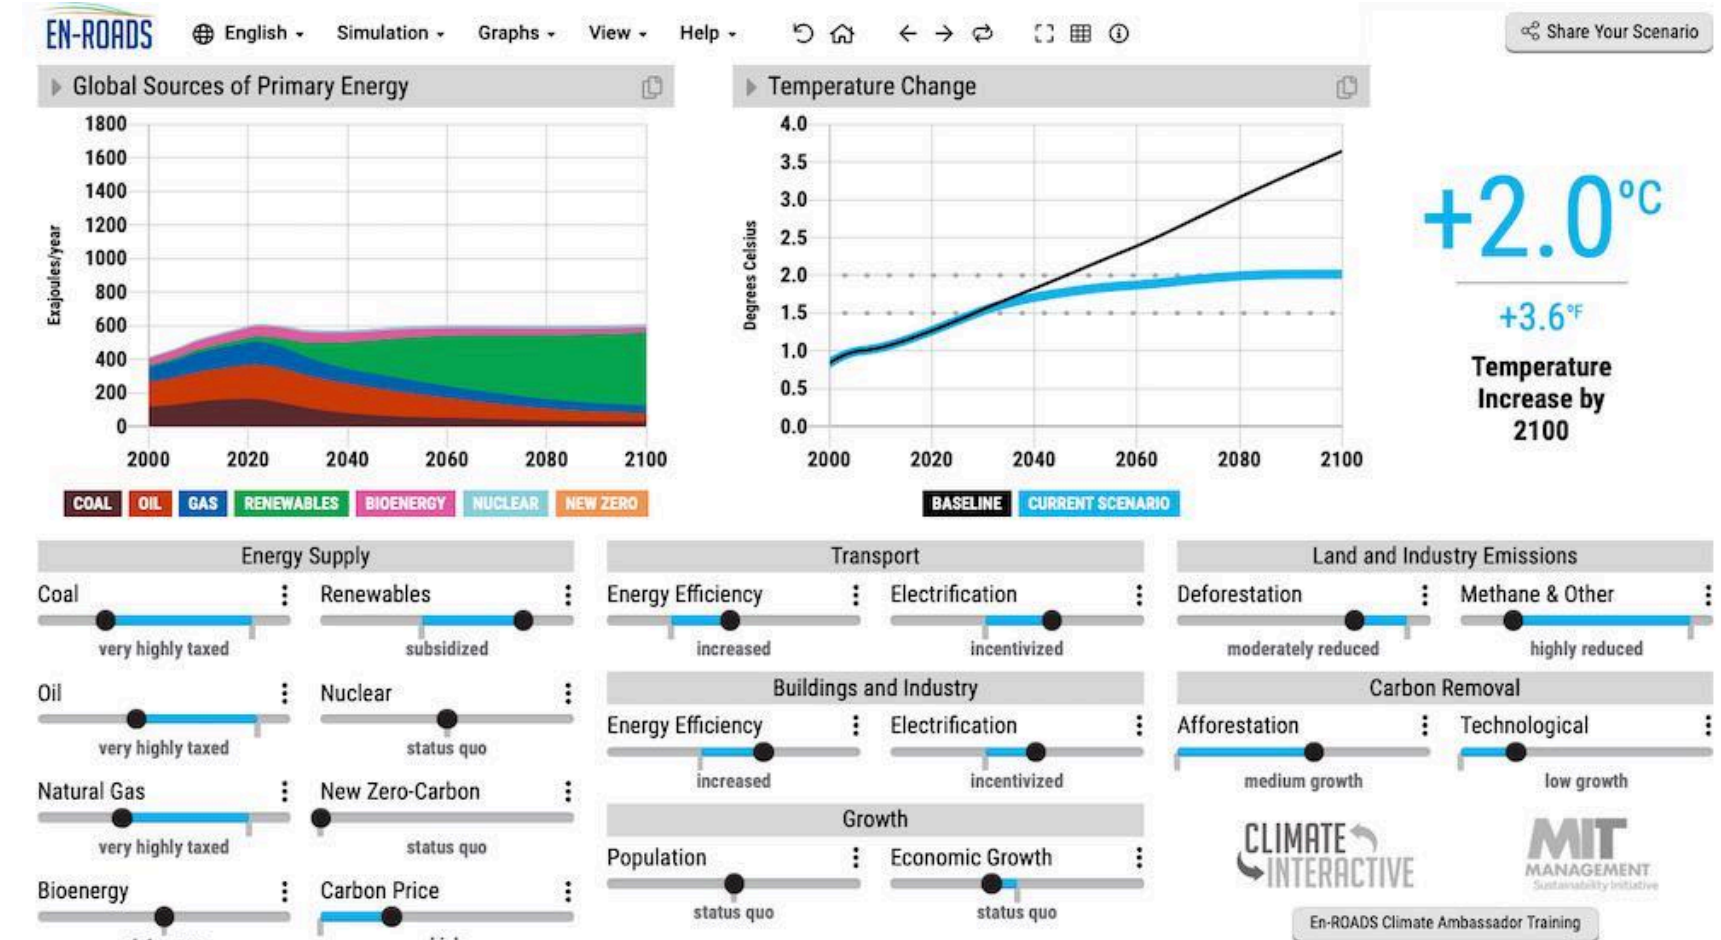 EN-ROADS
English
Simulation
Graphs
View
Help
Share Your Scenario
Global Sources of Primary Energy
1800
1600
1400
1200
1000
800
600
400
200
0
Exajoules/year
2000 2020 2040 2060 2080 2100
COAL OIL GAS RENEWABLES BIOENERGY NUCLEAR NEW ZERO
Temperature Change
4.0
3.5
3.0
2.5
2.0
1.5
1.0
0.5
0.0
Degrees Celsius
2000 2020 2040 2060 2080 2100
BASELINE CURRENT SCENARIO
+2.0°C
+3.6°F
Temperature
Increase by
2100
Energy Supply
Coal
very highly taxed
Renewables
subsidized
Oil
very highly taxed
Nuclear
status quo
Natural Gas
very highly taxed
New Zero-Carbon
status quo
Bioenergy
Carbon Price
Transport
Energy Efficiency
increased
Electrification
incentivized
Buildings and Industry
Energy Efficiency
increased
Electrification
incentivized
Growth
Population
status quo
Economic Growth
status quo
Land and Industry Emissions
Deforestation
moderately reduced
Methane & Other
highly reduced
Carbon Removal
Afforestation
medium growth
Technological
low growth
CLIMATE
INTERACTIVE
MIT
MANAGEMENT
Sustainability Initiative
En-ROADS Climate Ambassador Training